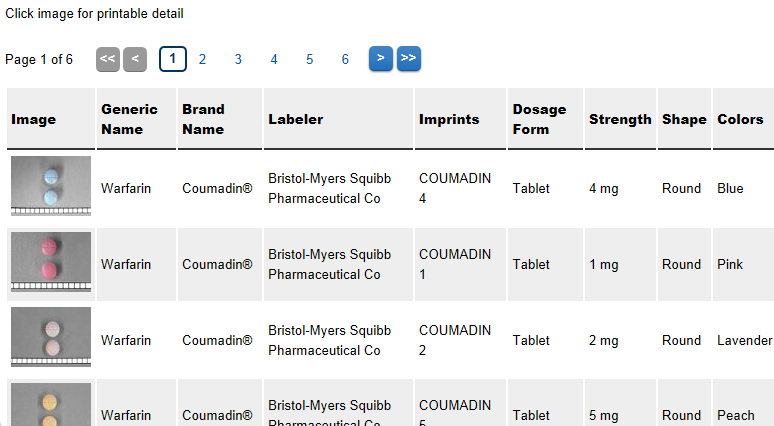 Click image for printable detail
Page 1 of 6 << < 1 2 3 4 5 6 > >>
Image Generic Name Brand Name Labeler Imprints Dosage Form Strength Shape Colors
Warfarin Coumadin® Bristol-Myers Squibb Pharmaceutical Co COUMADIN 4 Tablet 4 mg Round Blue
Warfarin Coumadin® Bristol-Myers Squibb Pharmaceutical Co COUMADIN 1 Tablet 1 mg Round Pink
Warfarin Coumadin® Bristol-Myers Squibb Pharmaceutical Co COUMADIN 2 Tablet 2 mg Round Lavender
Warfarin Coumadin® Bristol-Myers Squibb Pharmaceutical Co COUMADIN 5 Tablet 5 mg Round Peach